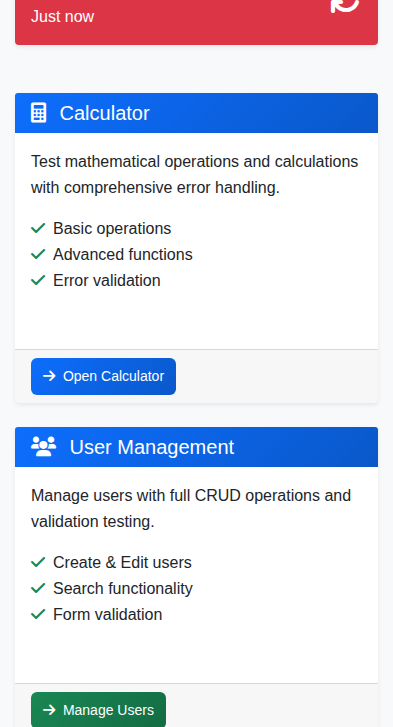 Just now
Calculator
Test mathematical operations and calculations
with comprehensive error handling.
Basic operations
Advanced functions
Error validation
Open Calculator
User Management
Manage users with full CRUD operations and
validation testing.
Create & Edit users
Search functionality
Form validation
Manage Users